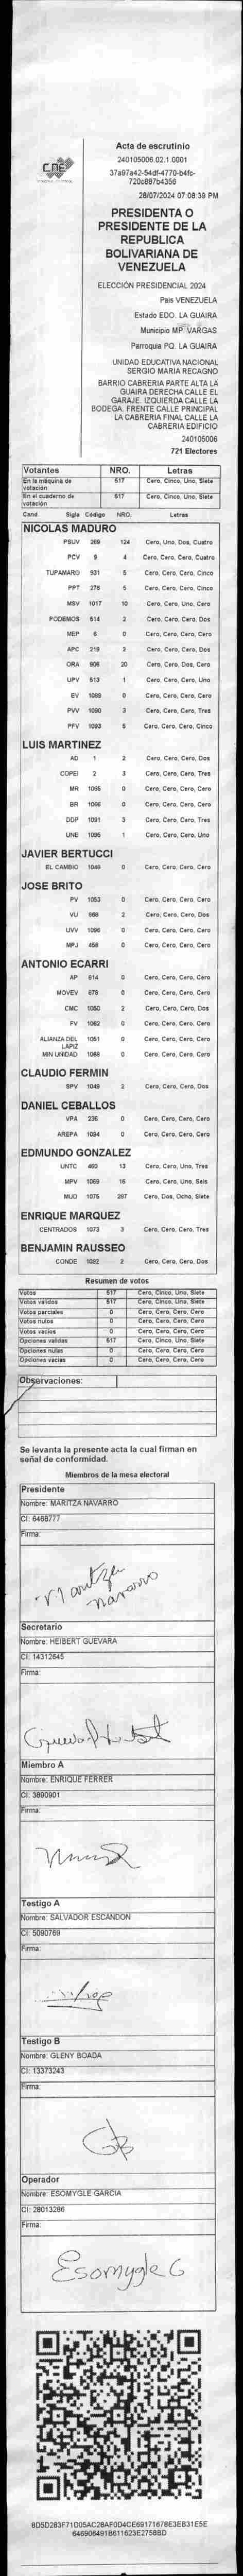 CNE
Acta de escrutinio
240105006.02.1.0001
37a97a42-54df-4770-b4fc-
720c887b4356
28/07/2024 07:08:39 PM
PRESIDENTA O
PRESIDENTE DE LA
REPUBLICA
BOLIVARIANA DE
VENEZUELA
ELECCIÓN PRESIDENCIAL 2024
País VENEZUELA
Estado EDO. LA GUAIRA
Municipio MP. VARGAS
Parroquia PQ. LA GUAIRA
UNIDAD EDUCATIVA NACIONAL
SERGIO MARIA RECAGNO
BARRIO CABRERIA PARTE ALTA LA
GUAIRA DERECHA CALLE EL
GARAJE. IZQUIERDA CALLE LA
BODEGA. FRENTE CALLE PRINCIPAL
LA CABRERIA FINAL CALLE LA
CABRERIA EDIFICIO
240105006
721 Electores
Votantes NRO. Letras
En la máquina de votación 517 Cero, Cinco, Uno, Siete
En el cuaderno de votación 517 Cero, Cinco, Uno, Siete
Cand. Sigla Código NRO. Letras
NICOLAS MADURO
PSUV 269 124 Cero, Uno, Dos, Cuatro
PCV 9 4 Cero, Cero, Cero, Cuatro
TUPAMARO 931 5 Cero, Cero, Cero, Cinco
PPT 278 5 Cero, Cero, Cero, Cinco
MSV 1017 10 Cero, Cero, Uno, Cero
PODEMOS 514 2 Cero, Cero, Cero, Dos
MEP 6 0 Cero, Cero, Cero, Cero
APC 219 2 Cero, Cero, Cero, Dos
ORA 906 20 Cero, Cero, Dos, Cero
UPV 513 1 Cero, Cero, Cero, Uno
EV 1089 0 Cero, Cero, Cero, Cero
PVV 1090 3 Cero, Cero, Cero, Tres
PFV 1093 5 Cero, Cero, Cero, Cinco
LUIS MARTINEZ
AD 1 2 Cero, Cero, Cero, Dos
COPEI 2 3 Cero, Cero, Cero, Tres
MR 1065 0 Cero, Cero, Cero, Cero
BR 1066 0 Cero, Cero, Cero, Cero
DDP 1091 3 Cero, Cero, Cero, Tres
UNE 1095 1 Cero, Cero, Cero, Uno
JAVIER BERTUCCI
EL CAMBIO 1048 0 Cero, Cero, Cero, Cero
JOSE BRITO
PV 1053 0 Cero, Cero, Cero, Cero
VU 968 2 Cero, Cero, Cero, Dos
UVV 1096 0 Cero, Cero, Cero, Cero
MPJ 458 0 Cero, Cero, Cero, Cero
ANTONIO ECARRI
AP 914 0 Cero, Cero, Cero, Cero
MOVEV 978 0 Cero, Cero, Cero, Cero
CMC 1050 2 Cero, Cero, Cero, Dos
FV 1062 0 Cero, Cero, Cero, Cero
ALIANZA DEL LAPIZ 1051 0 Cero, Cero, Cero, Cero
MIN UNIDAD 1068 0 Cero, Cero, Cero, Cero
CLAUDIO FERMIN
SPV 1049 2 Cero, Cero, Cero, Dos
DANIEL CEBALLOS
VPA 236 0 Cero, Cero, Cero, Cero
AREPA 1094 0 Cero, Cero, Cero, Cero
EDMUNDO GONZALEZ
UNTC 460 13 Cero, Cero, Uno, Tres
MPV 1069 16 Cero, Cero, Uno, Seis
MUD 1075 287 Cero, Dos, Ocho, Siete
ENRIQUE MARQUEZ
CENTRADOS 1073 3 Cero, Cero, Cero, Tres
BENJAMIN RAUSSEO
CONDE 1092 2 Cero, Cero, Cero, Dos
Resumen de votos
Votos 517 Cero, Cinco, Uno, Siete
Votos validos 517 Cero, Cinco, Uno, Siete
Votos parciales 0 Cero, Cero, Cero, Cero
Votos nulos 0 Cero, Cero, Cero, Cero
Votos vacios 0 Cero, Cero, Cero, Cero
Opciones validas 517 Cero, Cinco, Uno, Siete
Opciones nulas 0 Cero, Cero, Cero, Cero
Opciones vacias 0 Cero, Cero, Cero, Cero
Observaciones:
Se levanta la presente acta la cual firman en
señal de conformidad.
Miembros de la mesa electoral
Presidente
Nombre: MARITZA NAVARRO
CI: 6468777
Firma:
Maritza
Navarro
Secretario
Nombre: HEIBERT GUEVARA
CI: 14312645
Firma:
Miembro A
Nombre: ENRIQUE FERRER
CI: 3890901
Firma:
Testigo A
Nombre: SALVADOR ESCANDON
CI: 5090769
Firma:
Testigo B
Nombre: GLENY BOADA
CI: 13373243
Firma:
Operador
Nombre: ESOMYGLE GARCIA
CI: 28013286
Firma:
Esomygle G
8D5D283F71D05AC28AF0D4CE69171678E3EB31E5E
646906491B611623E2758BD